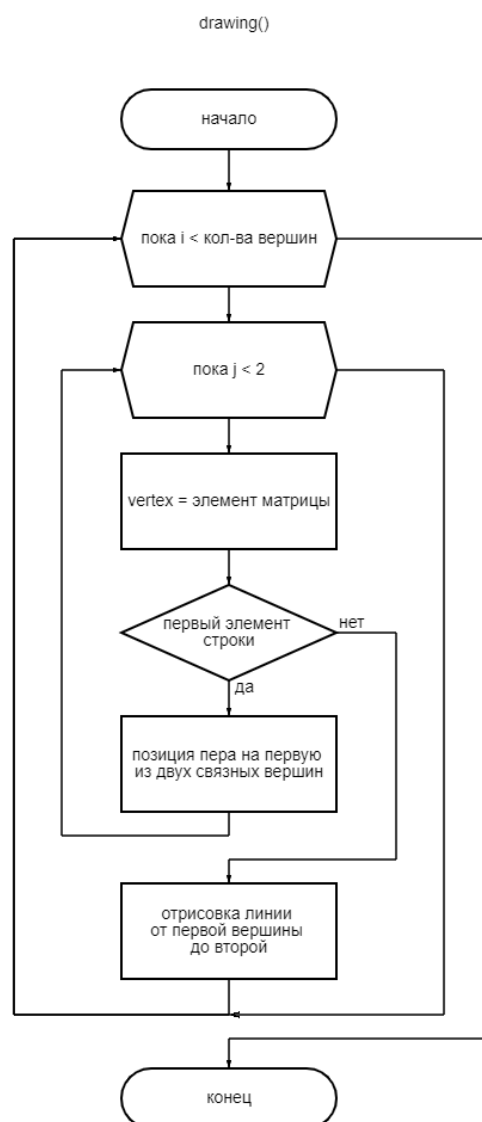 drawing()
начало
пока i < кол-ва вершин
пока j < 2
vertex = элемент матрицы
первый элемент
строки
нет
да
позиция пера на первую
из двух связных вершин
отрисовка линии
от первой вершины
до второй
конец